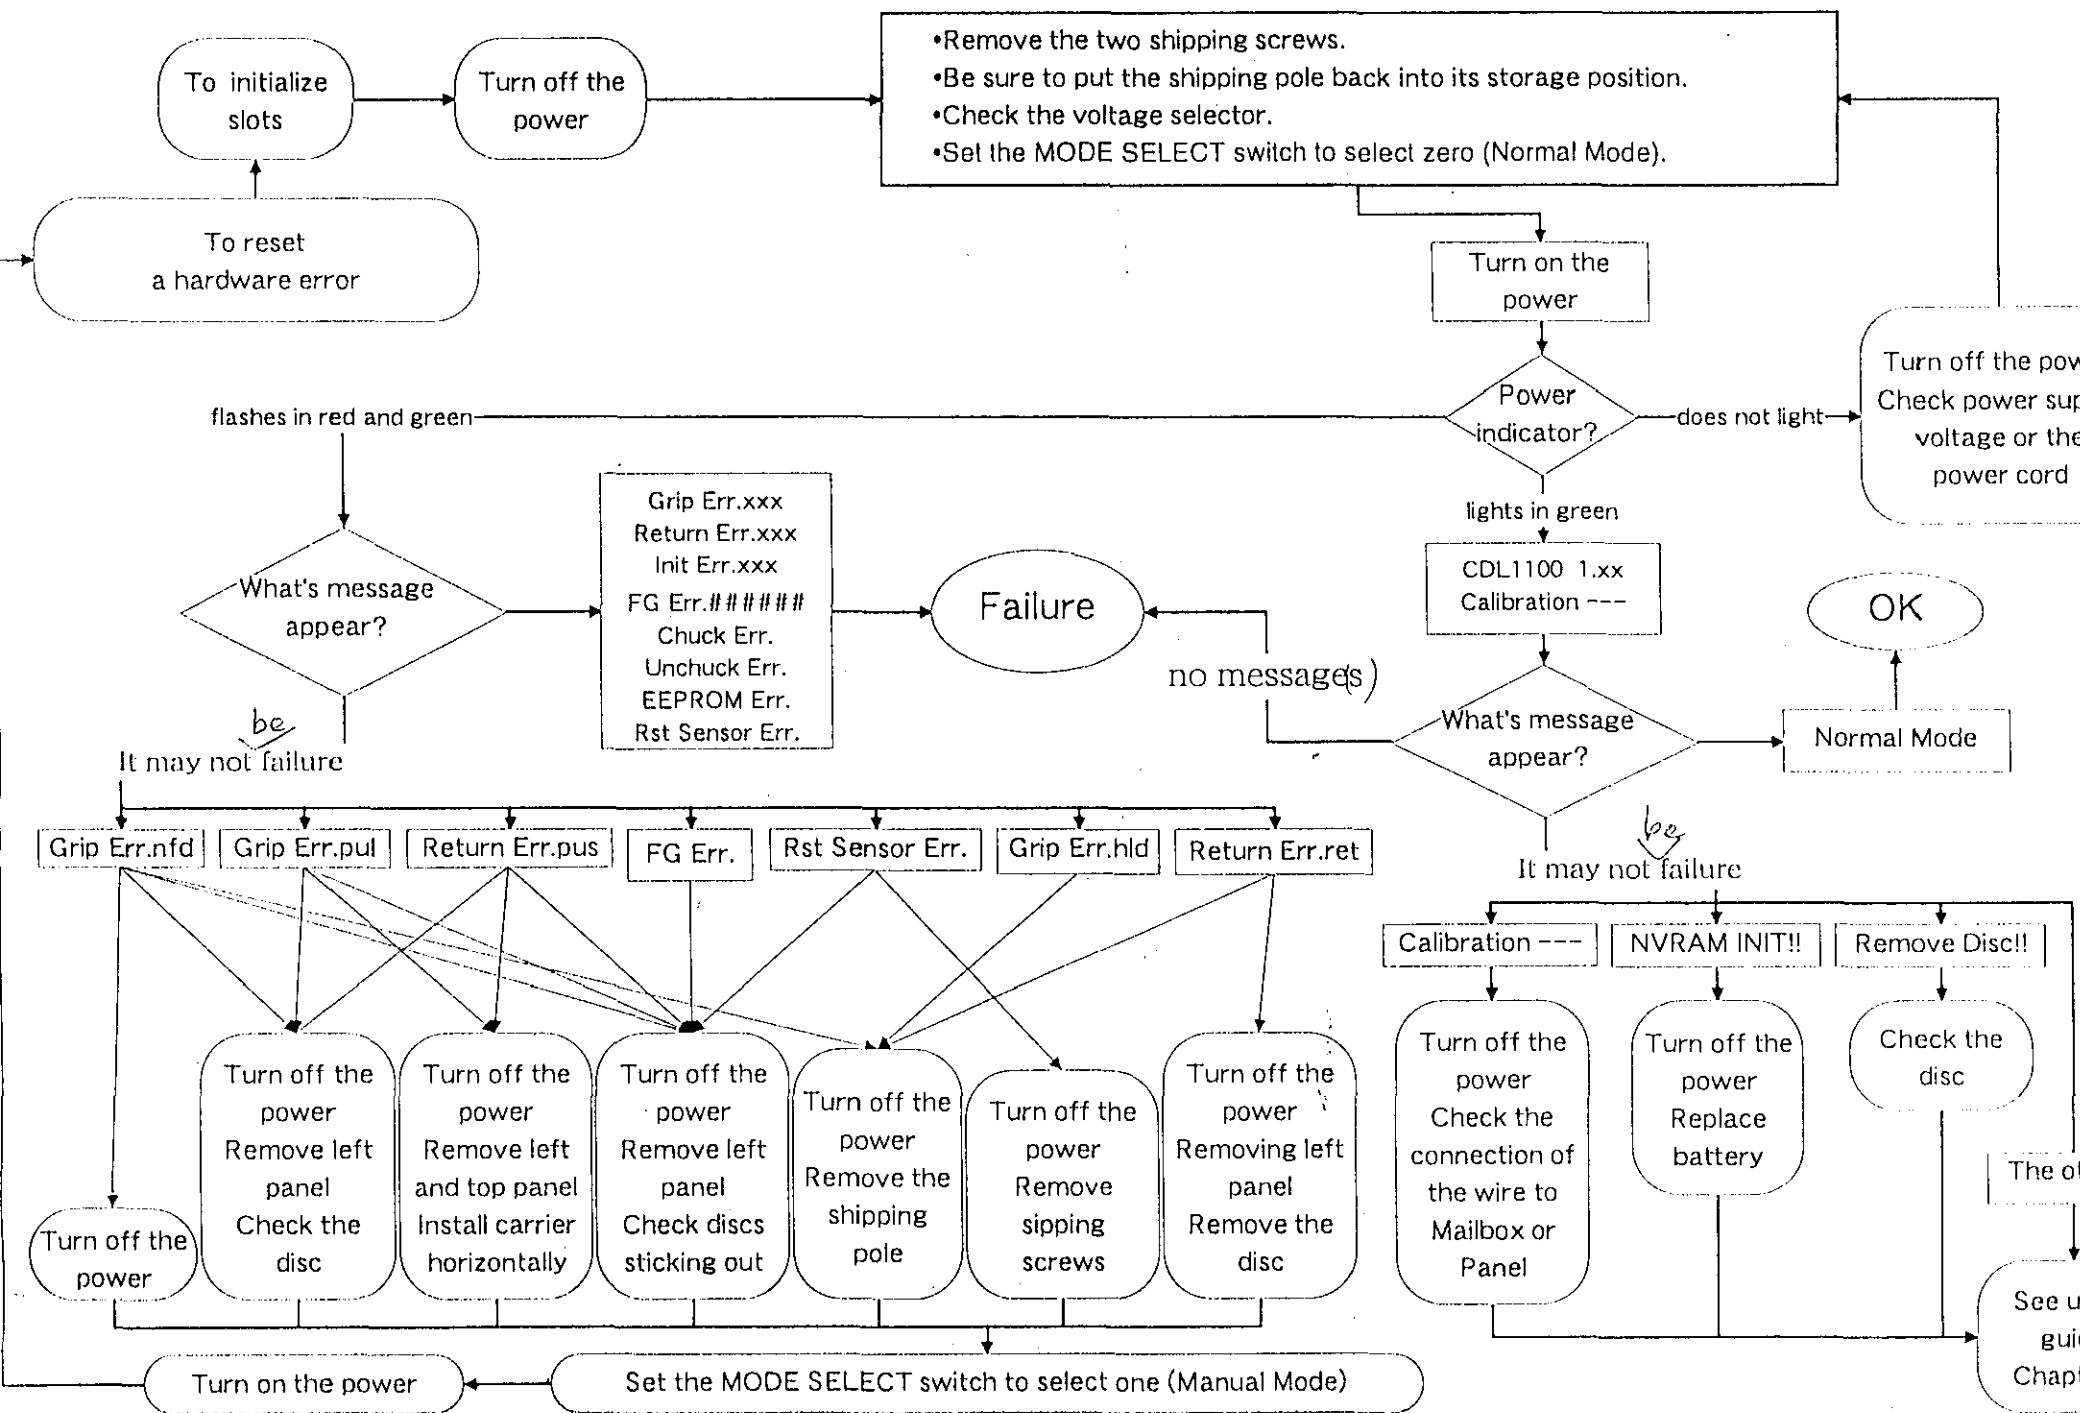 To initialize
slots
Turn off the
power
•Remove the two shipping screws.
•Be sure to put the shipping pole back into its storage position.
•Check the voltage selector.
•Set the MODE SELECT switch to select zero (Normal Mode).
To reset
a hardware error
Turn on the
power
Power
indicator?
flashes in red and green
does not light
Turn off the pow
Check power sup
voltage or the
power cord
lights in green
Grip Err.xxx
Return Err.xxx
Init Err.xxx
FG Err.######
Chuck Err.
Unchuck Err.
EEPROM Err.
Rst Sensor Err.
What's message
appear?
Failure
CDL1100 1.xx
Calibration ---
OK
no message(s)
What's message
appear?
Normal Mode
be
It may not failure
Grip Err.nfd
Grip Err.pul
Return Err.pus
FG Err.
Rst Sensor Err.
Grip Err.hld
Return Err.ret
be
It may not failure
Calibration ---
NVRAM INIT!!
Remove Disc!!
Turn off the
power
Turn off the
power
Remove left
panel
Check the
disc
Turn off the
power
Remove left
and top panel
Install carrier
horizontally
Turn off the
power
Remove left
panel
Check discs
sticking out
Turn off the
power
Remove the
shipping
pole
Turn off the
power
Remove
sipping
screws
Turn off the
power
Removing left
panel
Remove the
disc
Turn off the
power
Check the
connection of
the wire to
Mailbox or
Panel
Turn off the
power
Replace
battery
Check the
disc
The ot
See u
gui
Chapt
Turn on the power
Set the MODE SELECT switch to select one (Manual Mode)